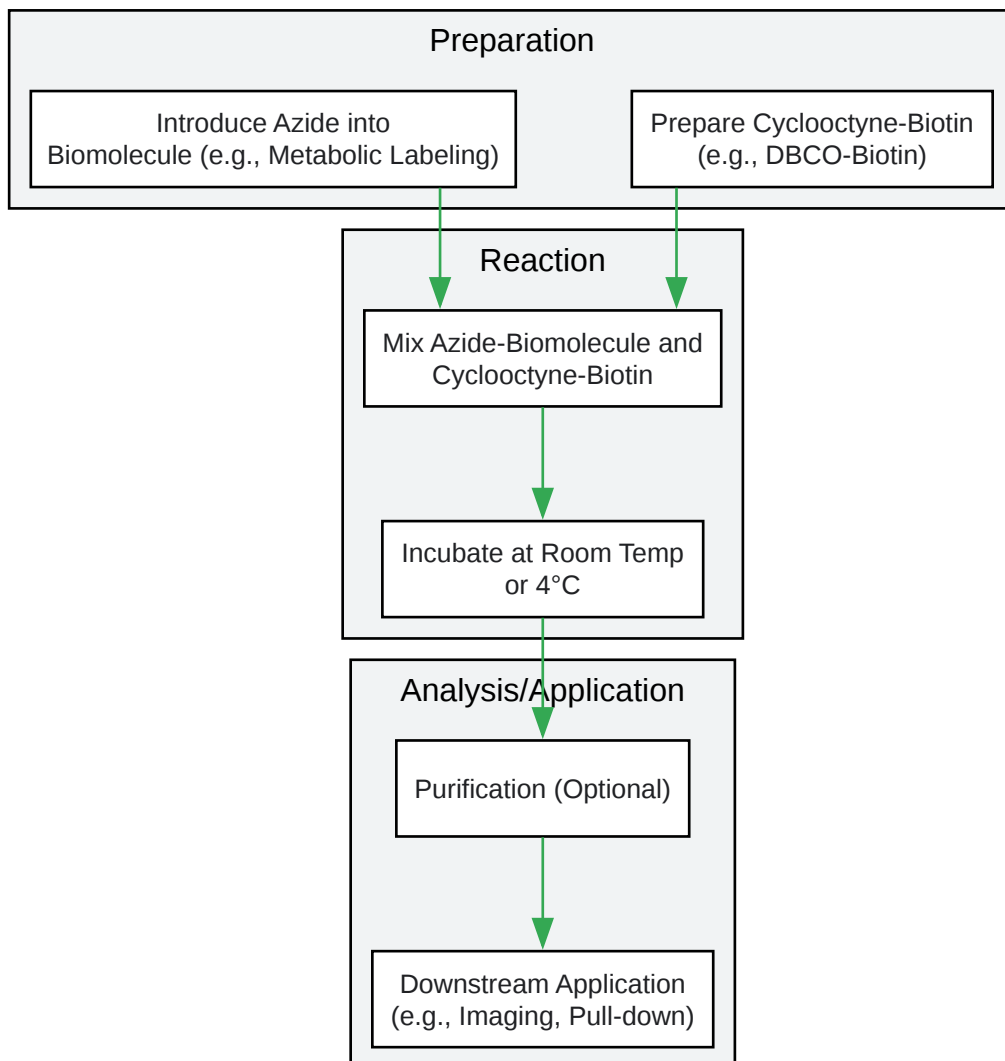 Preparation
Introduce Azide into
Biomolecule (e.g., Metabolic Labeling)
Prepare Cyclooctyne-Biotin
(e.g., DBCO-Biotin)
Reaction
Mix Azide-Biomolecule and
Cyclooctyne-Biotin
Incubate at Room Temp
or 4°C
Analysis/Application
Purification (Optional)
Downstream Application
(e.g., Imaging, Pull-down)